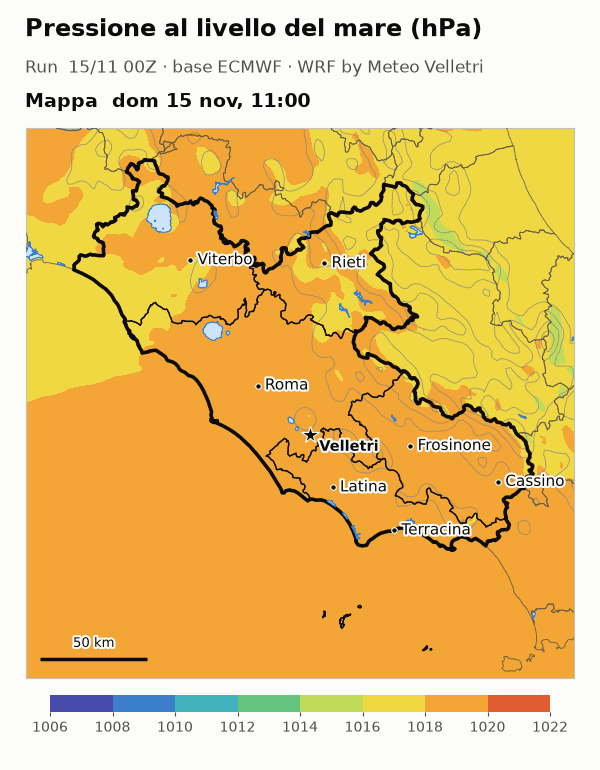 Pressione al livello del mare (hPa)
Run  15/11 00Z · base ECMWF · WRF by Meteo Velletri
Mappa  dom 15 nov, 11:00
Viterbo
Rieti
Roma
Velletri
Frosinone
Latina
Cassino
Terracina
50 km
1006 1008 1010 1012 1014 1016 1018 1020 1022